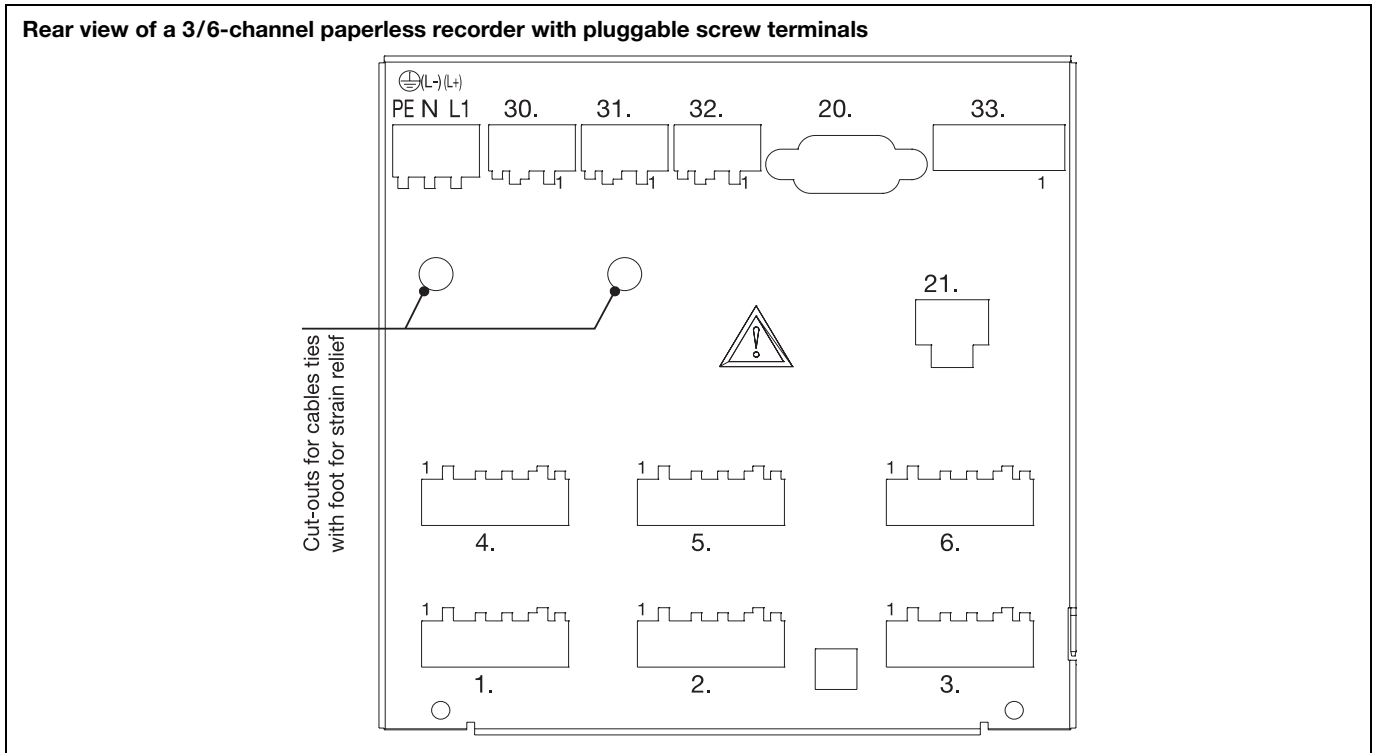 Rear view of a 3/6-channel paperless recorder with pluggable screw terminals
(L-) (L+)
PE N L1 30. 31. 32. 20. 33.
1 1 1 1
21.
Cut-outs for cables ties
with foot for strain relief
!
1 1 1
4. 5. 6.
1 1 1
1. 2. 3.